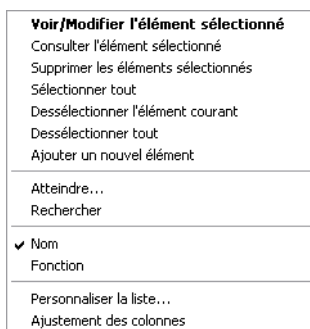 Voir/Modifier l'élément sélectionné
Consulter l'élément sélectionné
Supprimer les éléments sélectionnés
Sélectionner tout
Dessélectionner l'élément courant
Dessélectionner tout
Ajouter un nouvel élément
Atteindre...
Rechercher
Nom
Fonction
Personnaliser la liste...
Ajustement des colonnes